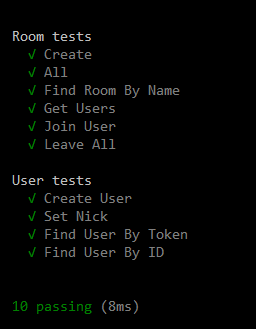 Room tests
√ Create
√ All
√ Find Room By Name
√ Get Users
√ Join User
√ Leave All
User tests
√ Create User
√ Set Nick
√ Find User By Token
√ Find User By ID
10 passing (8ms)